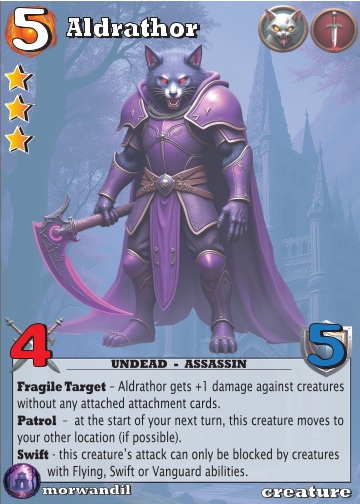 5 Aldrathor
4 5
UNDEAD - ASSASSIN
Fragile Target - Aldrathor gets +1 damage against creatures
without any attached attachment cards.
Patrol - at the start of your next turn, this creature moves to
your other location (if possible).
Swift - this creature's attack can only be blocked by creatures
with Flying, Swift or Vanguard abilities.
morwandil creature